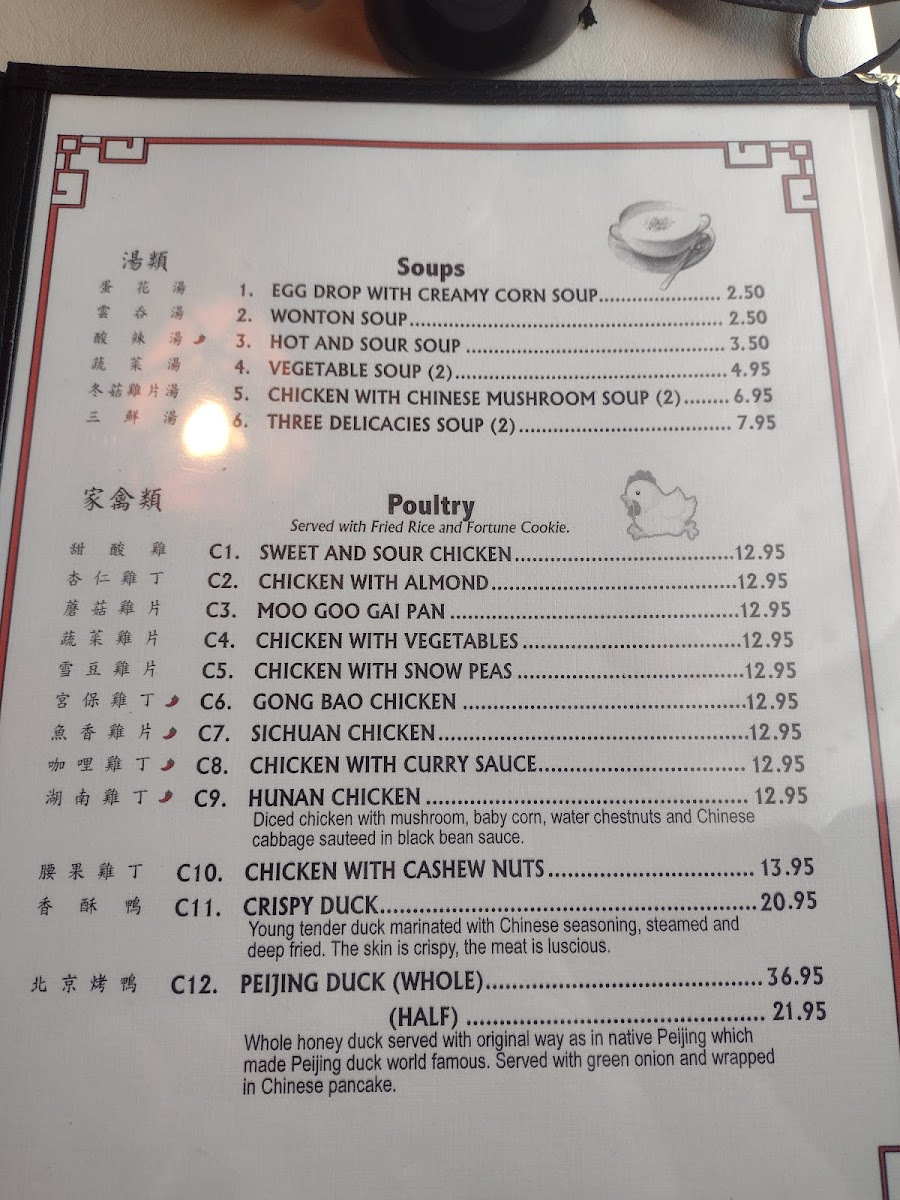 湯類 Soups
蛋花湯 1. EGG DROP WITH CREAMY CORN SOUP........................ 2.50
雲吞湯 2. WONTON SOUP.......................................................... 2.50
酸辣湯 3. HOT AND SOUR SOUP ................................................ 3.50
蔬菜湯 4. VEGETABLE SOUP (2).................................................. 4.95
冬菇雞片湯 5. CHICKEN WITH CHINESE MUSHROOM SOUP (2)........ 6.95
三鮮湯 6. THREE DELICACIES SOUP (2)....................................... 7.95
家禽類 Poultry
Served with Fried Rice and Fortune Cookie.
甜酸雞 C1. SWEET AND SOUR CHICKEN.....................................12.95
杏仁雞丁 C2. CHICKEN WITH ALMOND.........................................12.95
蘑菇雞片 C3. MOO GOO GAI PAN ................................................12.95
蔬菜雞片 C4. CHICKEN WITH VEGETABLES ....................................12.95
雪豆雞片 C5. CHICKEN WITH SNOW PEAS .....................................12.95
宮保雞丁 C6. GONG BAO CHICKEN ..............................................12.95
魚香雞片 C7. SICHUAN CHICKEN..................................................12.95
咖哩雞丁 C8. CHICKEN WITH CURRY SAUCE.................................. 12.95
湖南雞丁 C9. HUNAN CHICKEN .................................................... 12.95
Diced chicken with mushroom, baby corn, water chestnuts and Chinese
cabbage sauteed in black bean sauce.
腰果雞丁 C10. CHICKEN WITH CASHEW NUTS................................. 13.95
香酥鴨 C11. CRISPY DUCK...........................................................20.95
Young tender duck marinated with Chinese seasoning, steamed and
deep fried. The skin is crispy, the meat is luscious.
北京烤鴨 C12. PEIJING DUCK (WHOLE)...........................................36.95
(HALF) ............................................... 21.95
Whole honey duck served with original way as in native Peijing which
made Peijing duck world famous. Served with green onion and wrapped
in Chinese pancake.